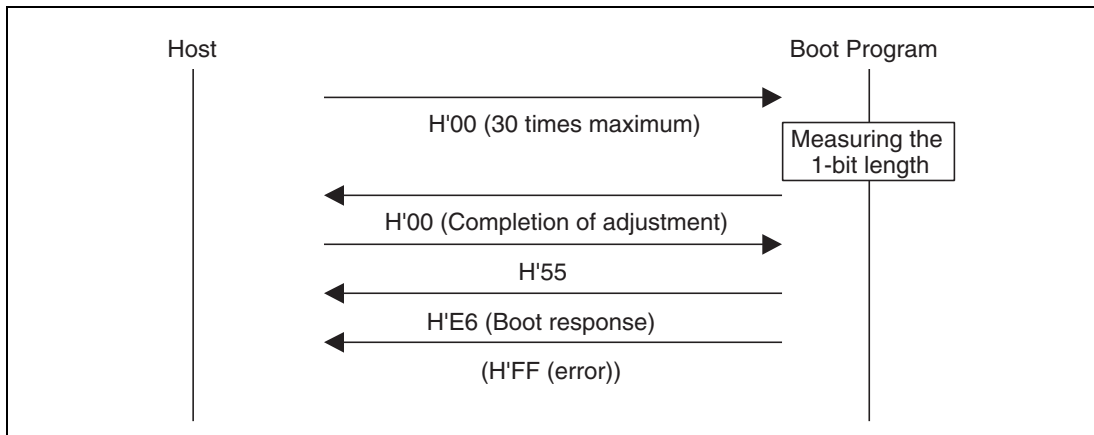 Host
Boot Program
H'00 (30 times maximum)
Measuring the
1-bit length
H'00 (Completion of adjustment)
H'55
H'E6 (Boot response)
(H'FF (error))